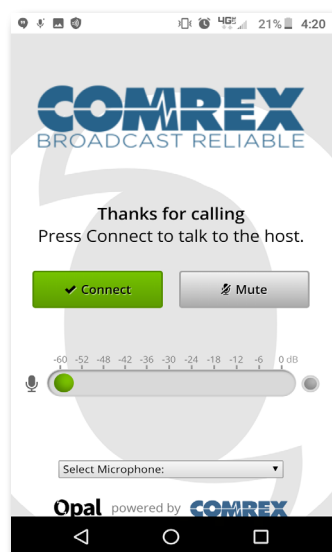 4G
21% 4:20
COMREX
BROADCAST RELIABLE
Thanks for calling
Press Connect to talk to the host.
Connect
Mute
-60 -52 -48 -42 -36 -30 -24 -18 -12 -6 0 dB
Select Microphone:
Opal powered by COMREX